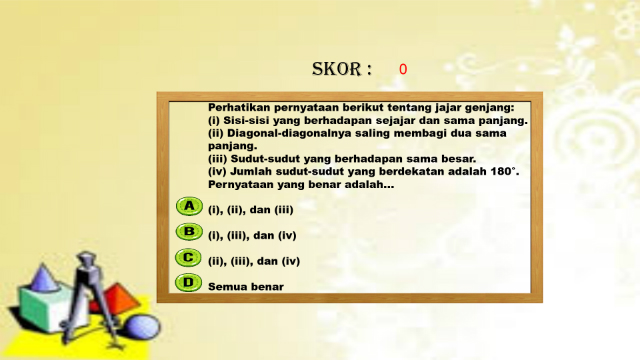 SKOR : 0
Perhatikan pernyataan berikut tentang jajar genjang:
(i) Sisi-sisi yang berhadapan sejajar dan sama panjang.
(ii) Diagonal-diagonalnya saling membagi dua sama
panjang.
(iii) Sudut-sudut yang berhadapan sama besar.
(iv) Jumlah sudut-sudut yang berdekatan adalah 180°.
Pernyataan yang benar adalah...
A (i), (ii), dan (iii)
B (i), (iii), dan (iv)
C (ii), (iii), dan (iv)
D Semua benar